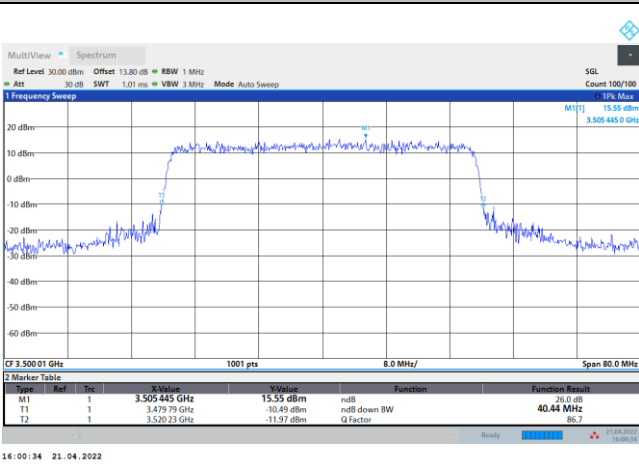 MultiView Spectrum
Ref Level 30.00 dBm Offset 13.80 dB RBW 1 MHz SGL
Att 30 dB SWT 1.01 ms VBW 3 MHz Mode Auto Sweep Count 100/100
1 Frequency Sweep 1Pk Max
M1[1] 15.55 dBm
3.505 445 0 GHz
M1
20 dBm
10 dBm
0 dBm
T1
T2
-10 dBm
-20 dBm
-30 dBm
-40 dBm
-50 dBm
-60 dBm
CF 3.500 01 GHz 1001 pts 8.0 MHz/ Span 80.0 MHz
2 Marker Table
Type Ref Trc X-Value Y-Value Function Function Result
M1 1 3.505 445 GHz 15.55 dBm ndB 26.0 dB
T1 1 3.479 79 GHz -10.49 dBm ndB down BW 40.44 MHz
T2 1 3.520 23 GHz -11.97 dBm Q Factor 86.7
Ready 21.04.2022
16:00:34
16:00:34 21.04.2022